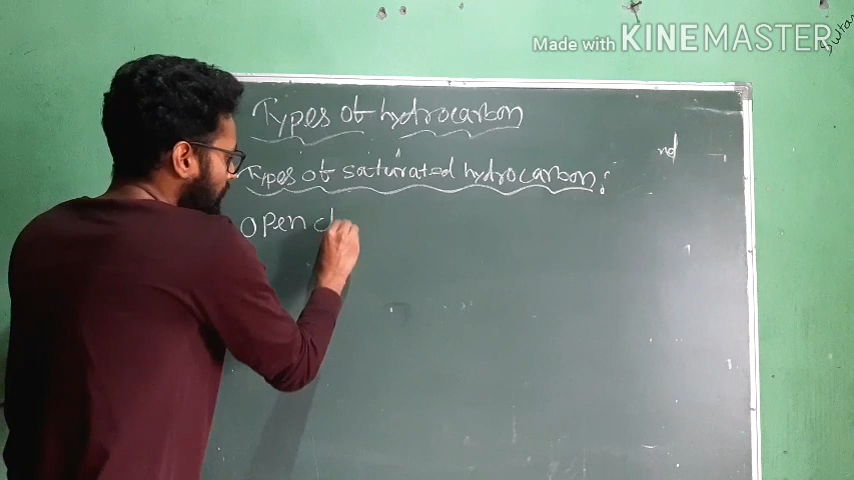 Made with KINEMASTER
Types of hydrocarbon
Types of saturated hydrocarbon:
open c